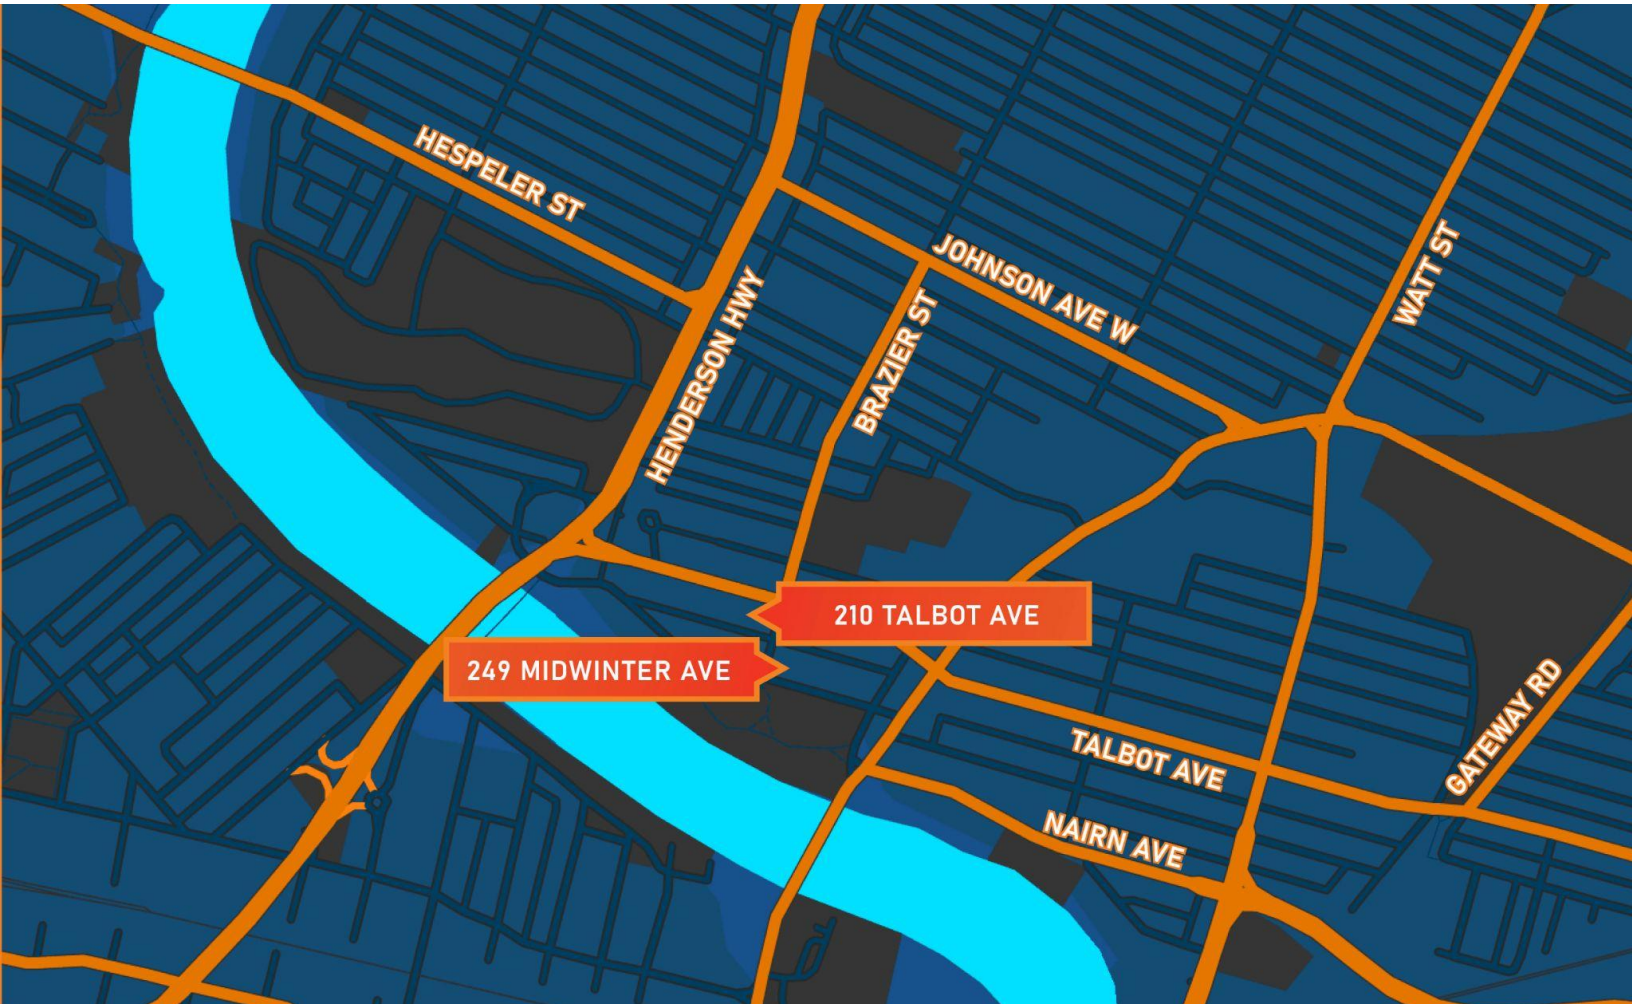 HESPELER ST
JOHNSON AVE W
WATT ST
HENDERSON HWY
BRAZIER ST
210 TALBOT AVE
249 MIDWINTER AVE
TALBOT AVE
GATEWAY RD
NAIRN AVE